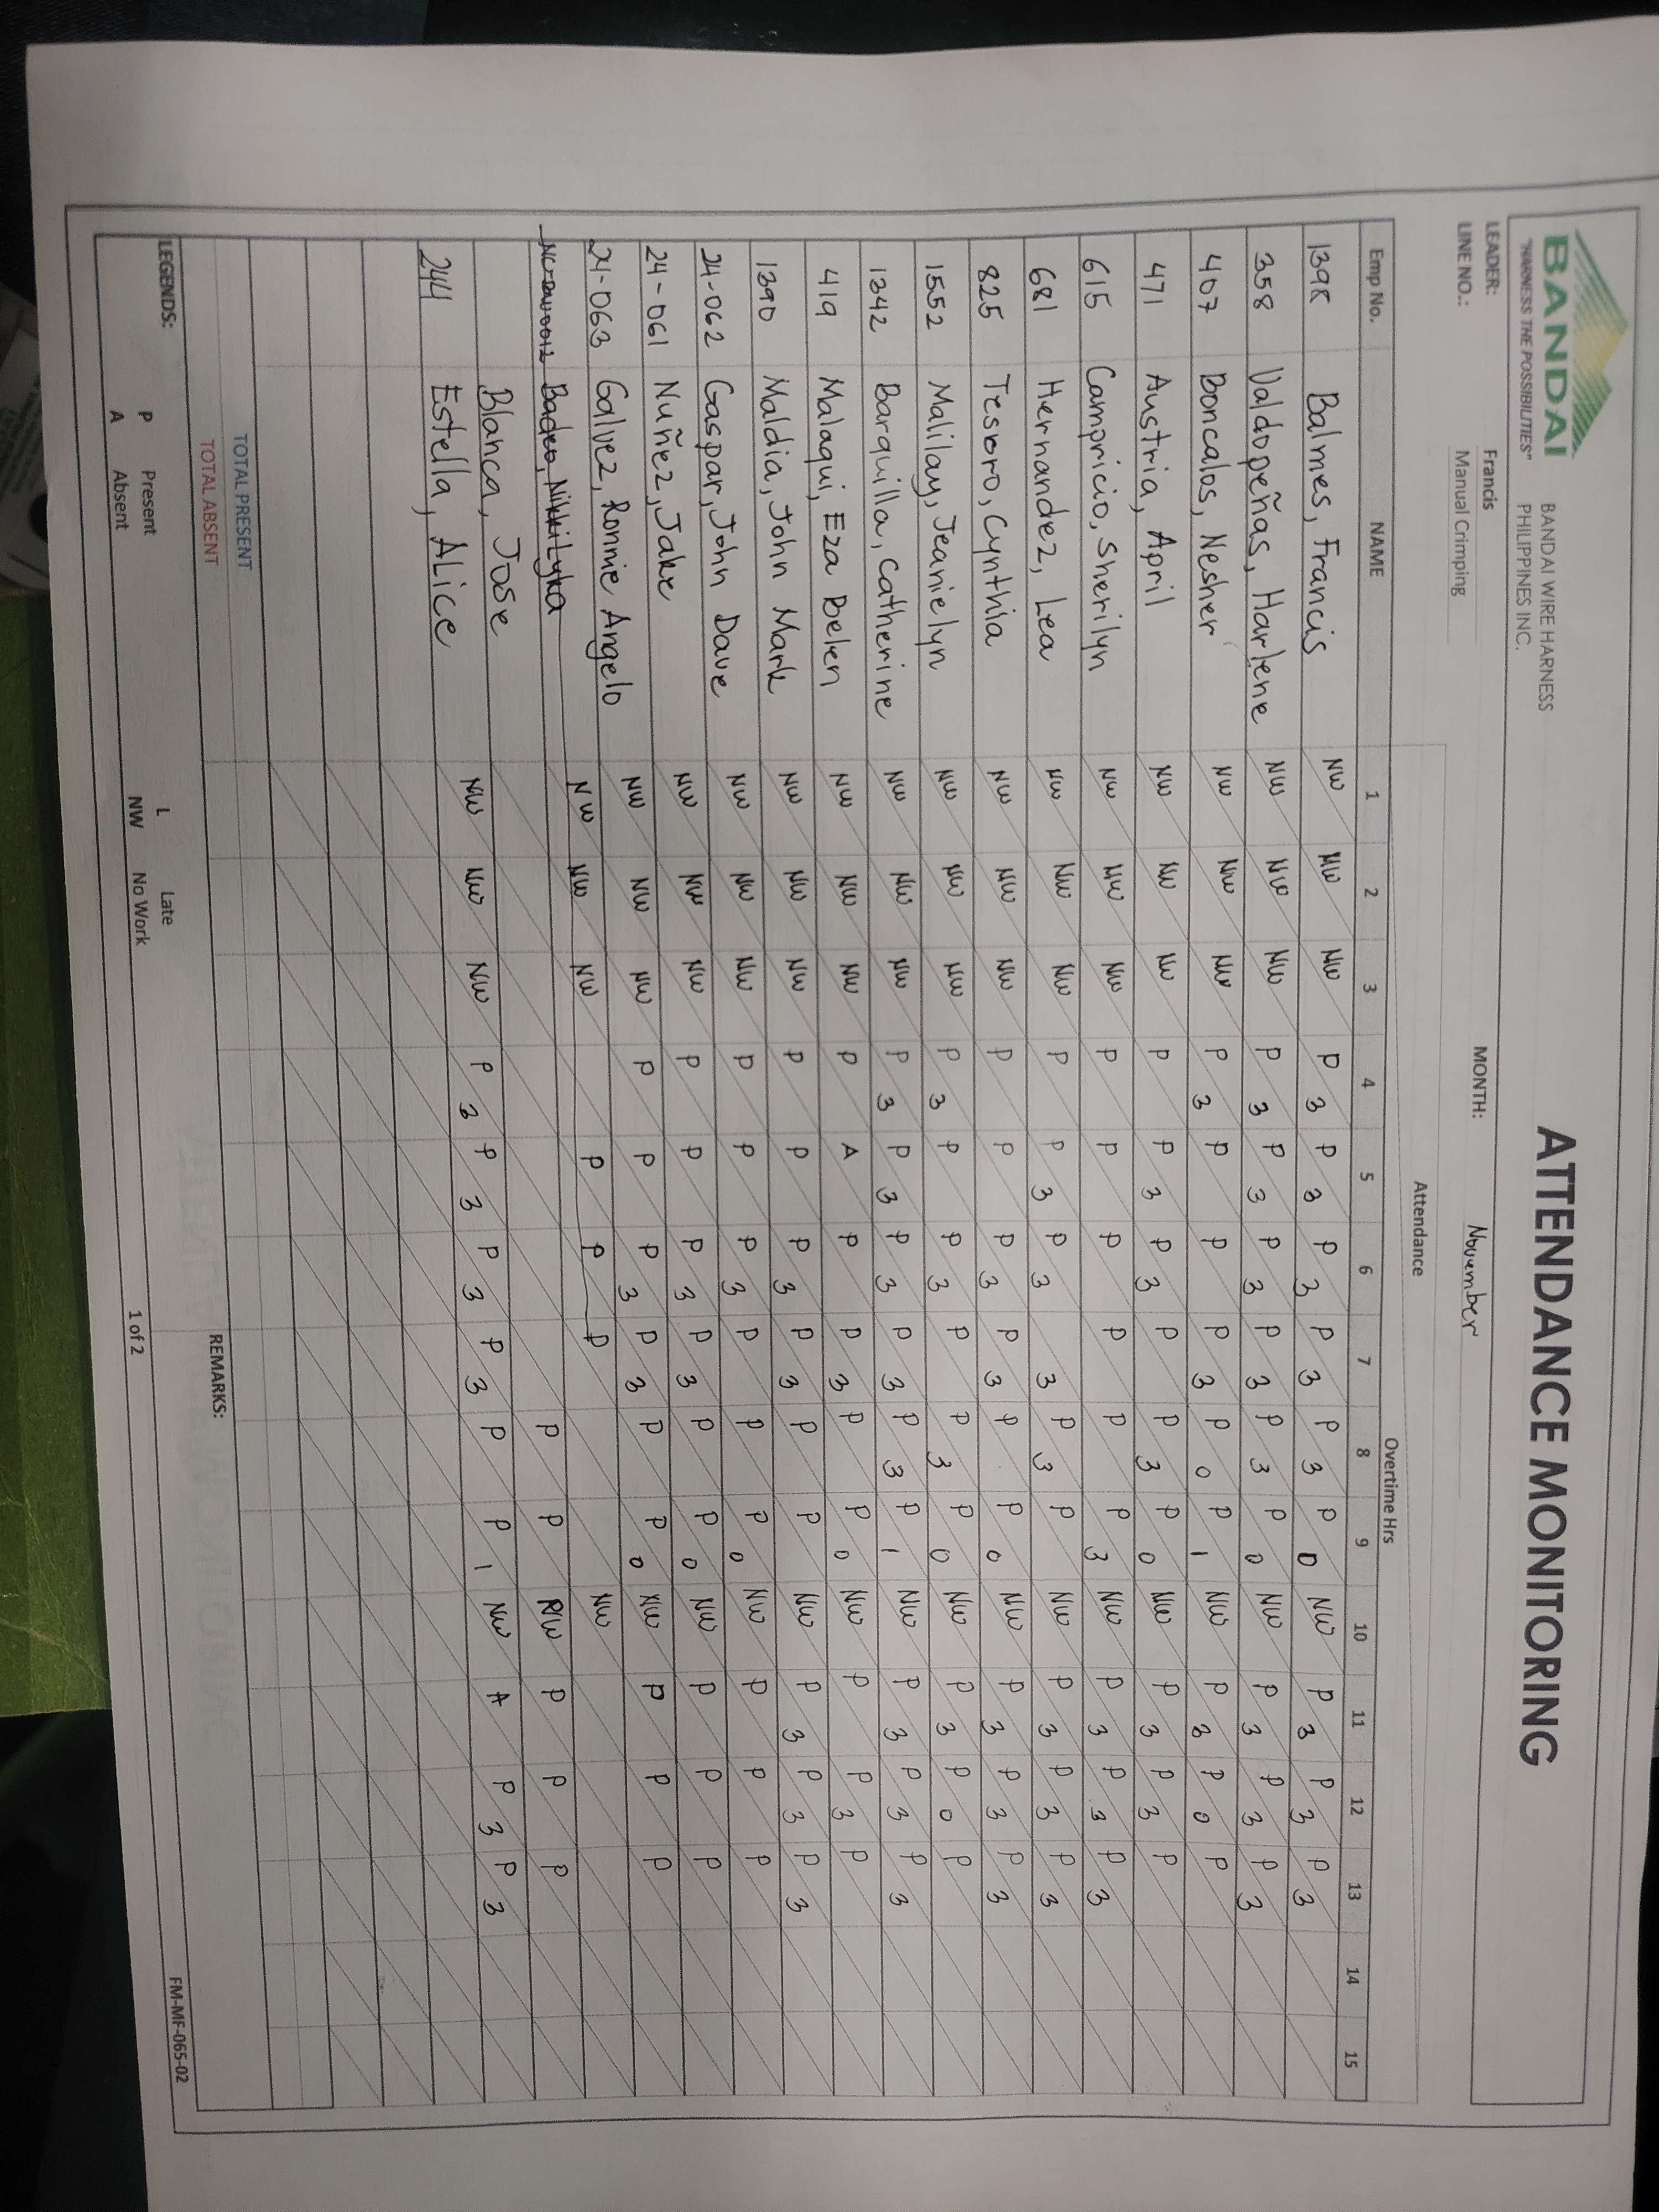 BANDAI
"HARNESS THE POSSIBILITIES"
BANDAI WIRE HARNESS
PHILIPPINES INC.
ATTENDANCE MONITORING
LEADER: Francis MONTH: November
LINE NO.: Manual Crimping
Attendance
Overtime Hrs
Emp No. NAME 1 2 3 4 5 6 7 8 9 10 11 12 13 14 15
1398 Balmes, Francis NW NW NW P 3 P 3 P 3 P 3 P 3 P 0 NW P 3 P 3 P 3
358 Valdopeñas, Harlene NW NW NW P 3 P 3 P 3 P 3 P 3 P 0 NW P 3 P 3 P 3
407 Boncalos, Nesher NW NW NW P 3 P P P 3 P 0 P 1 NW P 3 P 0 P
471 Austria, April NW NW NW P P 3 P 3 P P 3 P 0 NW P 3 P 3 P
615 Campricio, Sherilyn NW NW NW P P P P P P 3 NW P 3 P 3 P 3
681 Hernandez, Lea NW NW NW P P 3 P 3 3 P 3 P NW P 3 P 3 P 3
825 Tesoro, Cynthia NW NW NW P P P 3 P 3 P P 0 NW P 3 P 3 P 3
1552 Malilay, Jeanielyn NW NW NW P 3 P P 3 P P 3 P 0 NW P 3 P 0 P
1342 Barquilla, Catherine NW NW NW P 3 P 3 P 3 P 3 P 3 P 1 NW P 3 P 3 P 3
419 Malaqui, Eza Belen NW NW NW P A P P 3 P P 0 NW P P 3 P
1390 Maldia, John Mark NW NW NW P P P 3 P 3 P P NW P 3 P 3 P 3
24-062 Gaspar, John Dave NW NW NW P P P 3 P P P 0 NW P P P
24-061 Nuñez, Jake NW NW NW P P P 3 P 3 P P 0 NW P P P
24-063 Galvez, Ronnie Angelo NW NW NW P P P 3 P 3 P P 0 NW P P P
Nikki Lyka NW NW NW P P P NW
Blanca, Jose P P NW P P P
244 Estella, Alice NW NW NW P 3 P 3 P 3 P 3 P P 1 NW A P 3 P 3
TOTAL PRESENT
TOTAL ABSENT
REMARKS:
LEGENDS:
P Present L Late
A Absent NW No Work
1 of 2
FM-MF-065-02